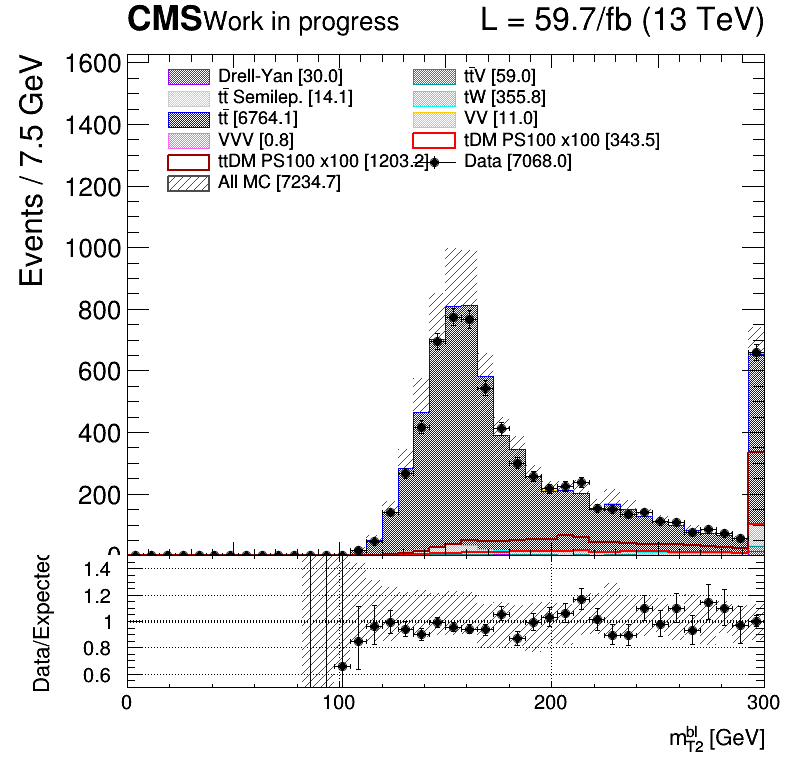 CMS Work in progress L = 59.7/fb (13 TeV)
Events / 7.5 GeV
1600
1400
1200
1000
800
600
400
200
0
Drell-Yan [30.0]
tt̄V [59.0]
tt̄ Semilep. [14.1]
tW [355.8]
tt̄ [6764.1]
VV [11.0]
VVV [0.8]
tDM PS100 x100 [343.5]
ttDM PS100 x100 [1203.2]
Data [7068.0]
All MC [7234.7]
Data/Expected
1.4
1.2
1
0.8
0.6
0 100 200 300
m_{T2}^{bl} [GeV]